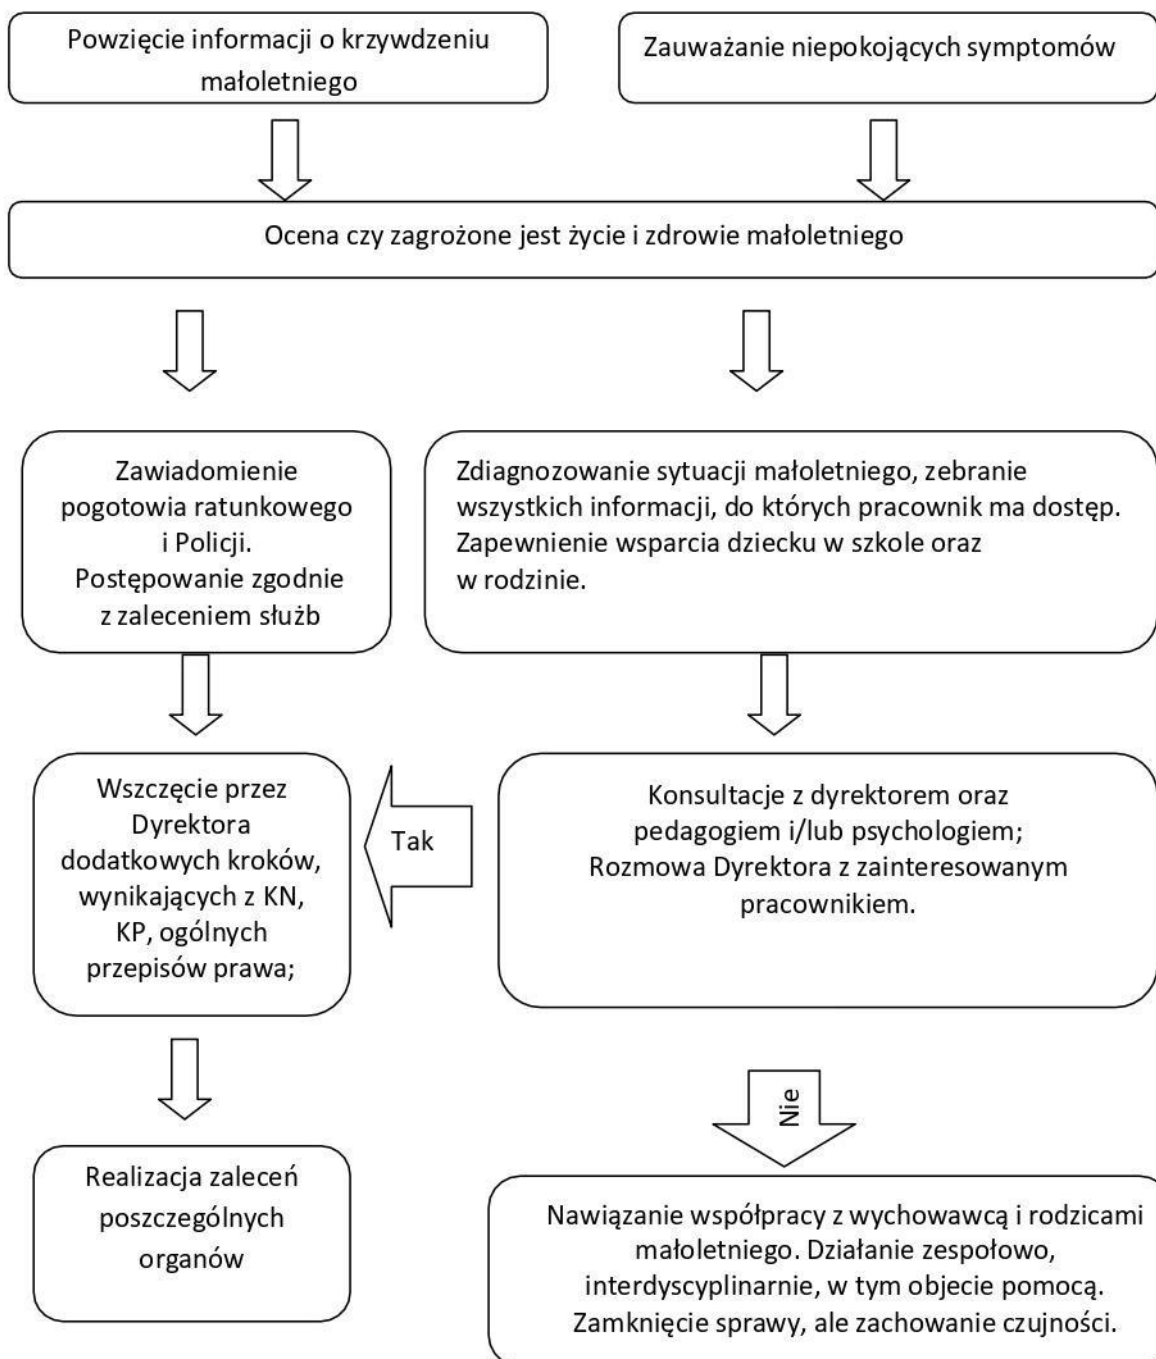 Powzięcie informacji o krzywdzeniu
małoletniego
Zauważanie niepokojących symptomów
Ocena czy zagrożone jest życie i zdrowie małoletniego
Zawiadomienie
pogotowia ratunkowego
i Policji.
Postępowanie zgodnie
z zaleceniem służb
Zdiagnozowanie sytuacji małoletniego, zebranie
wszystkich informacji, do których pracownik ma dostęp.
Zapewnienie wsparcia dziecku w szkole oraz
w rodzinie.
Wszczęcie przez
Dyrektora
dodatkowych kroków,
wynikających z KN,
KP, ogólnych
przepisów prawa;
Tak
Konsultacje z dyrektorem oraz
pedagogiem i/lub psychologiem;
Rozmowa Dyrektora z zainteresowanym
pracownikiem.
Nie
Realizacja zaleceń
poszczególnych
organów
Nawiązanie współpracy z wychowawcą i rodzicami
małoletniego. Działanie zespołowo,
interdyscyplinarnie, w tym objecie pomocą.
Zamknięcie sprawy, ale zachowanie czujności.